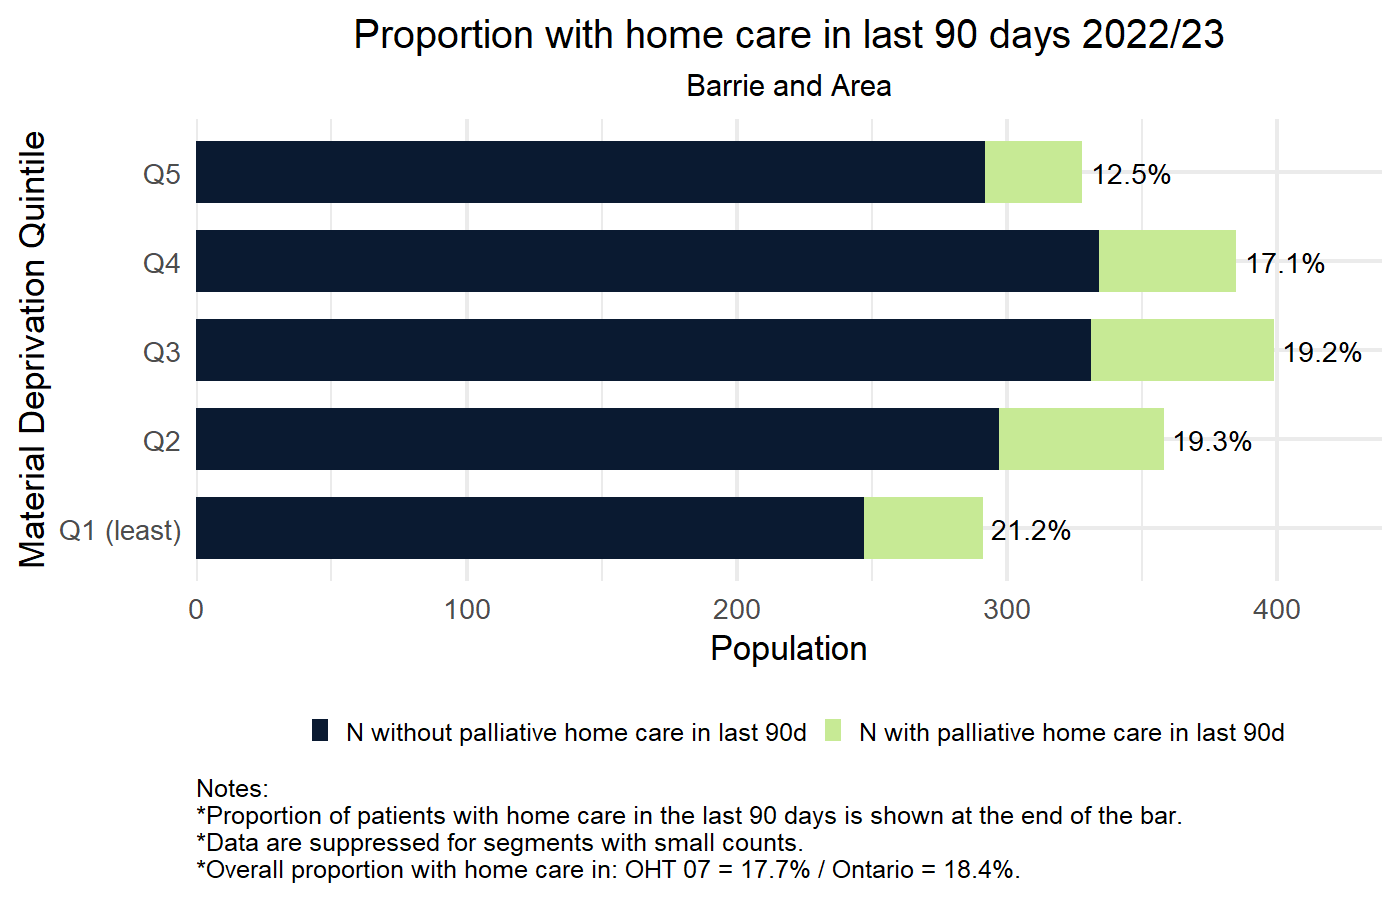 Proportion with home care in last 90 days 2022/23
Barrie and Area
Material Deprivation Quintile
Q5
12.5%
Q4
17.1%
Q3
19.2%
Q2
19.3%
Q1 (least)
21.2%
0 100 200 300 400
Population
N without palliative home care in last 90d N with palliative home care in last 90d
Notes:
*Proportion of patients with home care in the last 90 days is shown at the end of the bar.
*Data are suppressed for segments with small counts.
*Overall proportion with home care in: OHT 07 = 17.7% / Ontario = 18.4%.